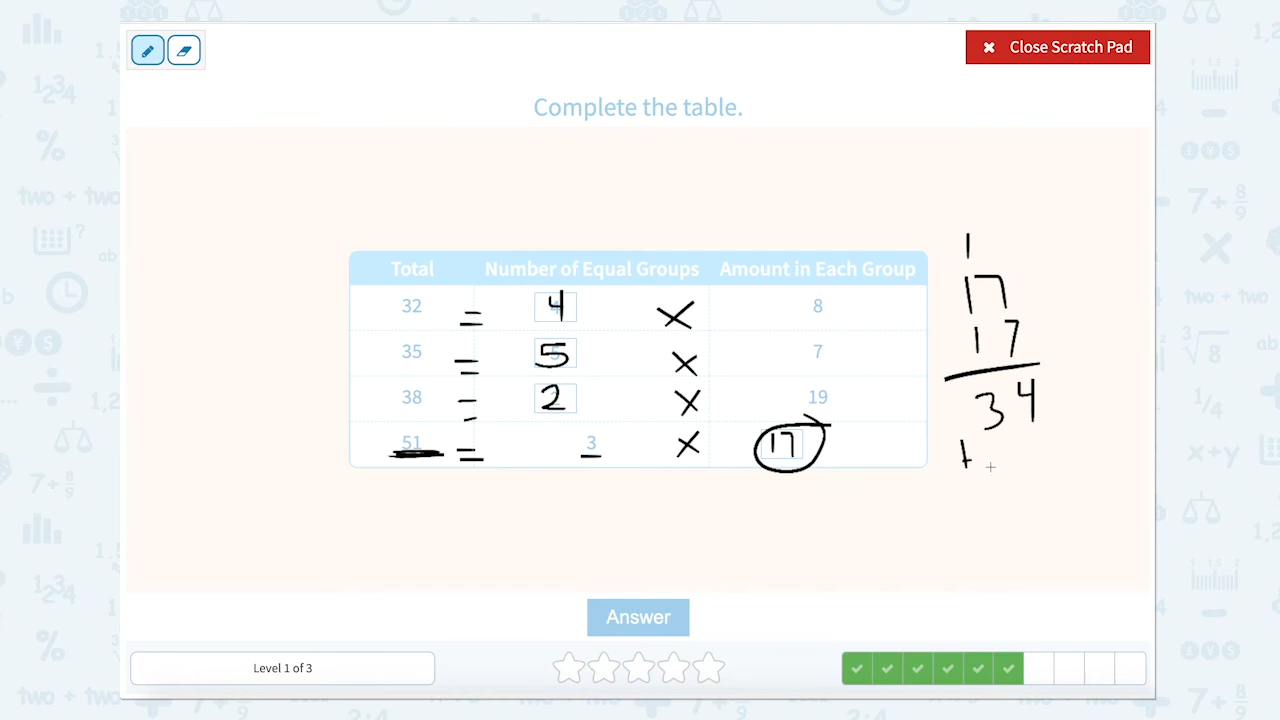 Close Scratch Pad
Complete the table.
Total Number of Equal Groups Amount in Each Group
32 = 4 × 8
35 = 5 × 7
38 = 2 × 19
51 = 3 × 17
1
17
17
34
Answer
Level 1 of 3